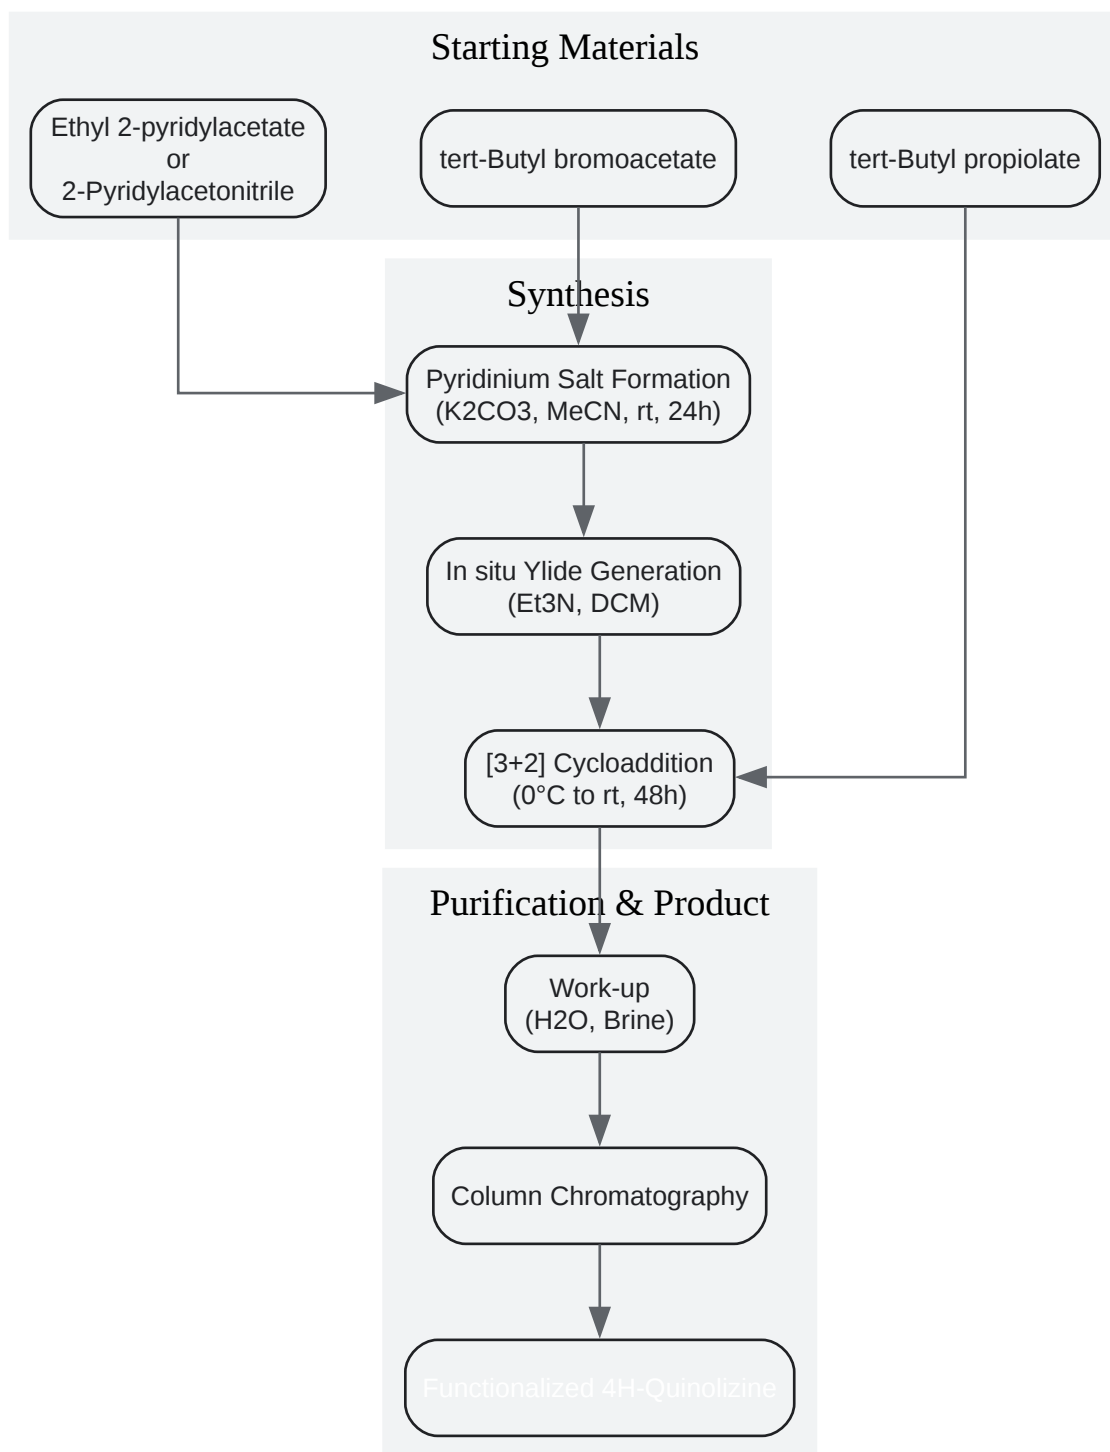 Starting Materials
Ethyl 2-pyridylacetate
or
2-Pyridylacetonitrile
tert-Butyl bromoacetate
tert-Butyl propiolate
Synthesis
Pyridinium Salt Formation
(K2CO3, MeCN, rt, 24h)
In situ Ylide Generation
(Et3N, DCM)
[3+2] Cycloaddition
(0°C to rt, 48h)
Purification & Product
Work-up
(H2O, Brine)
Column Chromatography
Functionalized 4H-Quinolizine